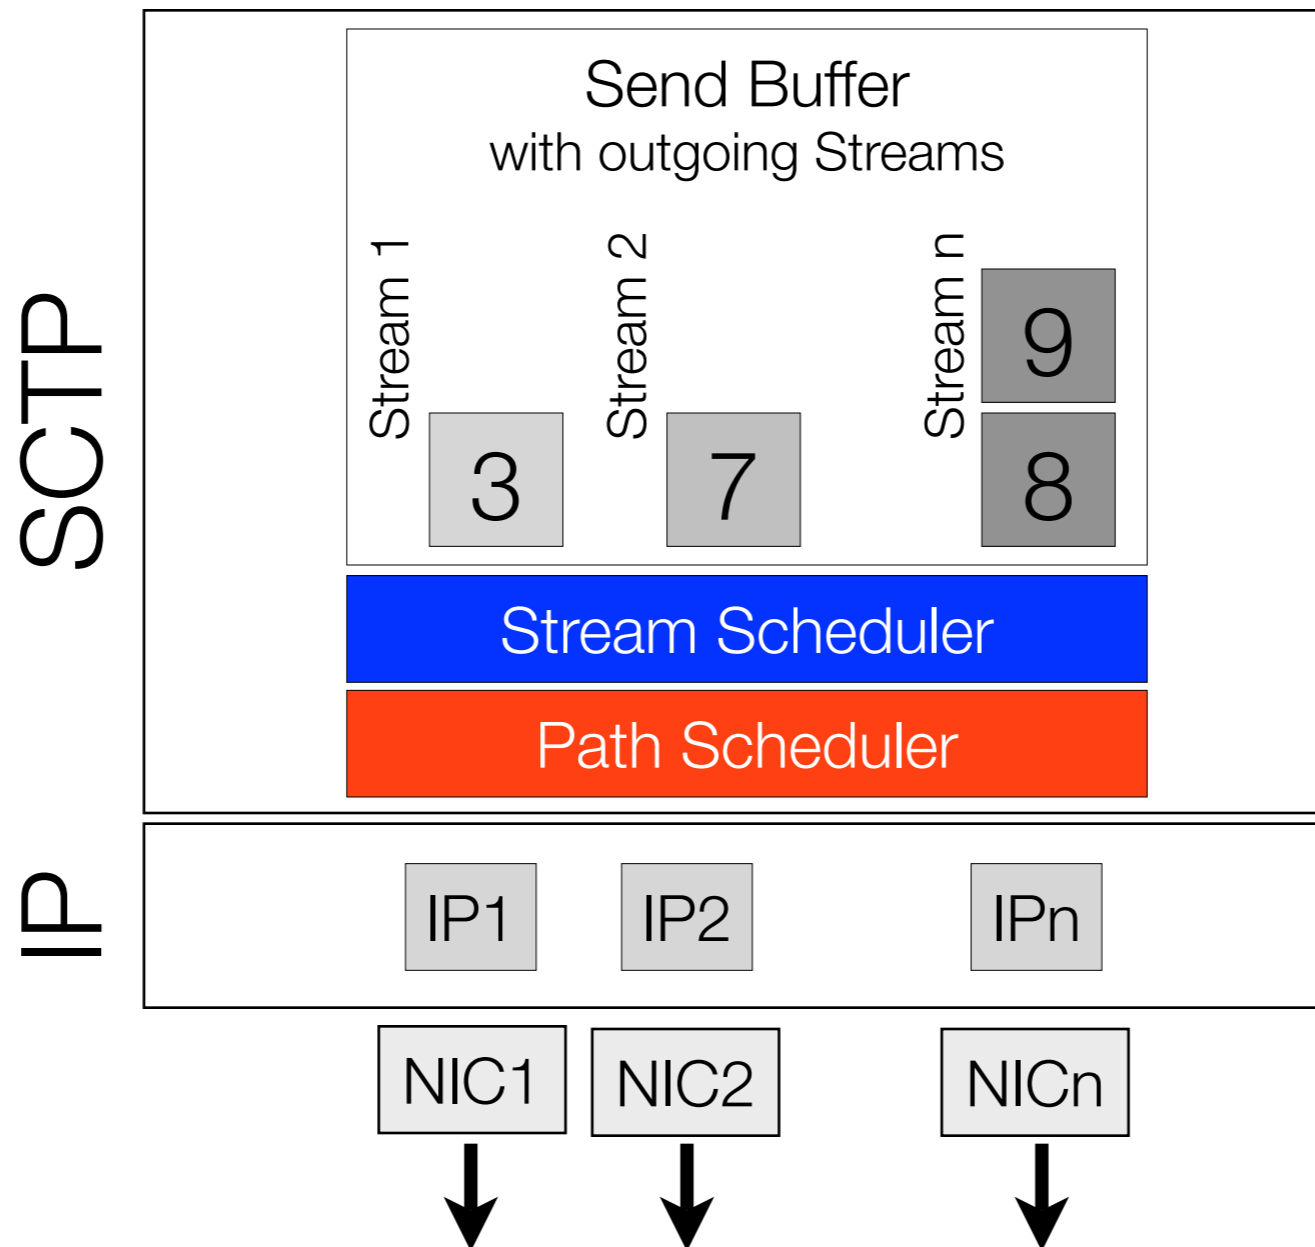 SCTP
Send Buffer
with outgoing Streams
Stream 1
Stream 2
Stream n
9
3
7
8
Stream Scheduler
Path Scheduler
IP
IP1
IP2
IPn
NIC1
NIC2
NICn